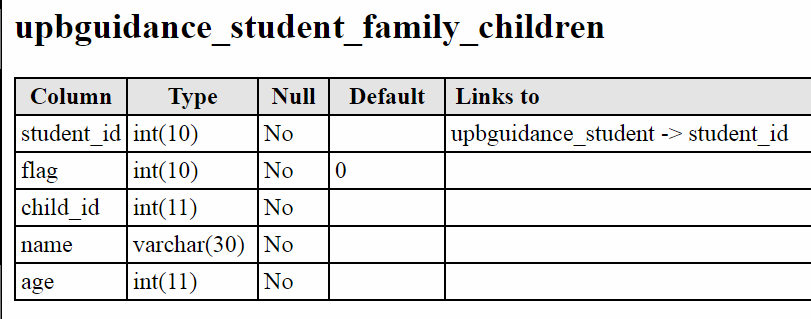 upbguidance_student_family_children
Column Type Null Default Links to
student_id int(10) No upbguidance_student -> student_id
flag int(10) No 0
child_id int(11) No
name varchar(30) No
age int(11) No